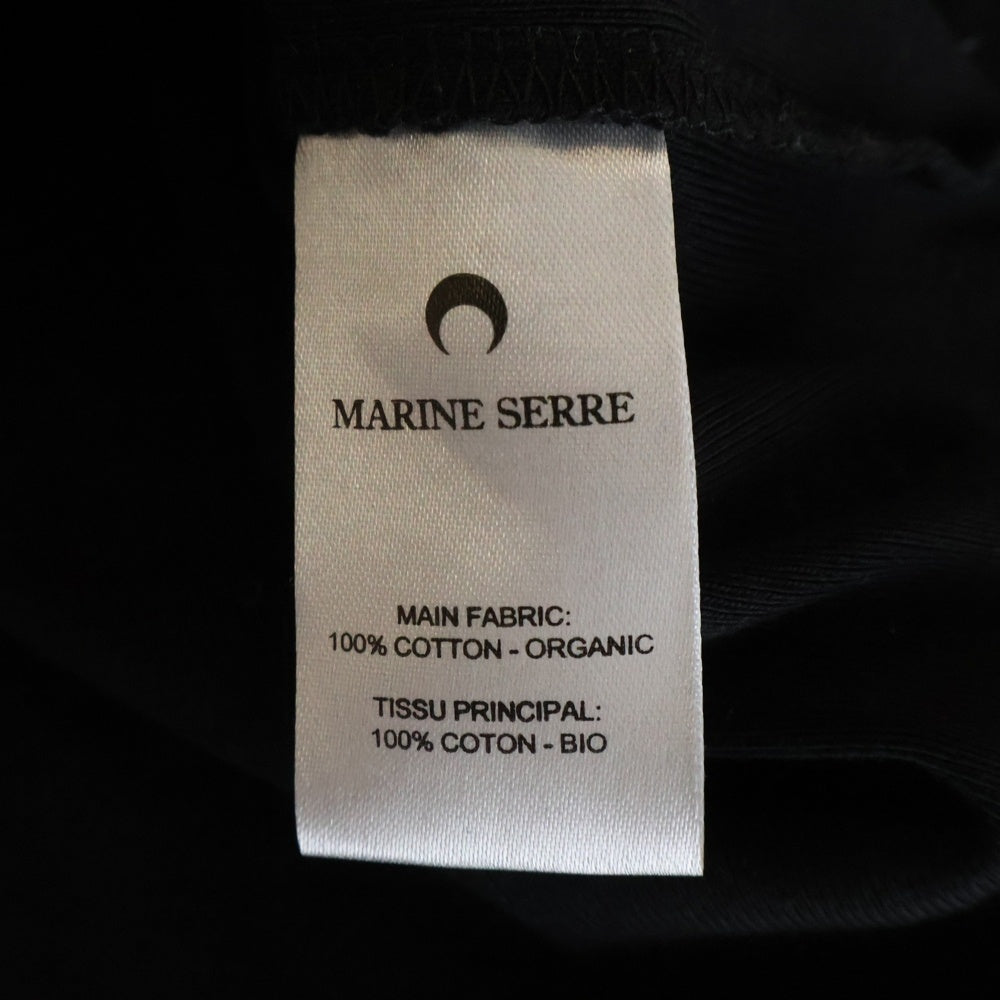 MARINE SERRE
MAIN FABRIC:
100% COTTON - ORGANIC
TISSU PRINCIPAL:
100% COTON - BIO